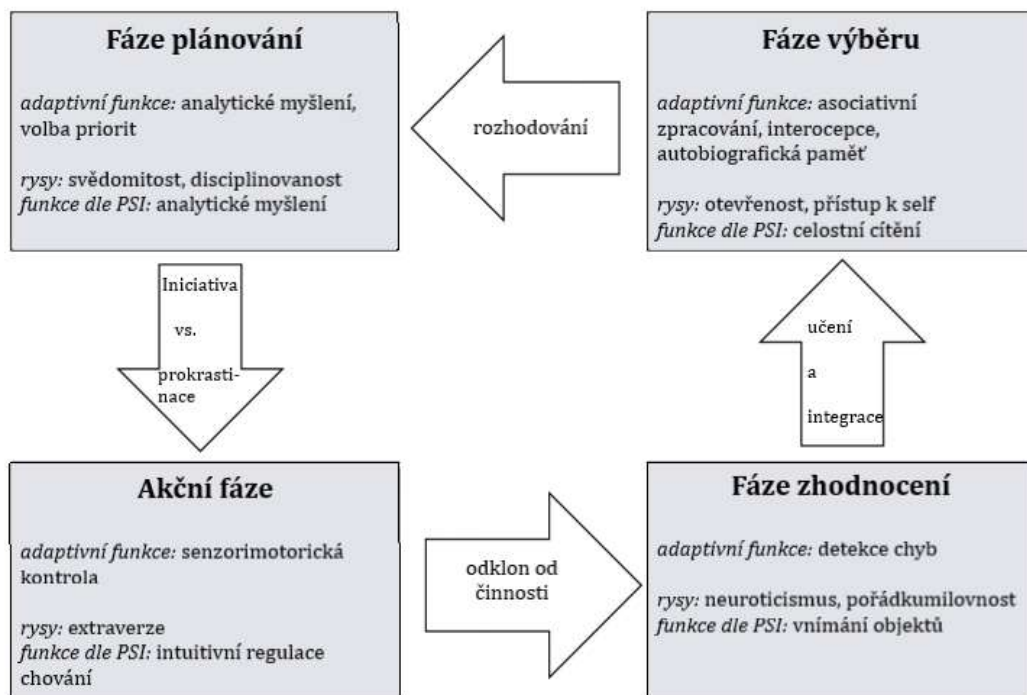 Fáze plánování
adaptivní funkce: analytické myšlení,
volba priorit
rysy: svědomitost, disciplinovanost
funkce dle PSI: analytické myšlení
rozhodování
Fáze výběru
adaptivní funkce: asociativní
zpracování, interocepce,
autobiografická paměť
rysy: otevřenost, přístup k self
funkce dle PSI: celostní cítění
Iniciativa
vs.
prokrasti-
nace
učení
a
integrace
Akční fáze
adaptivní funkce: senzorimotorická
kontrola
rysy: extraverze
funkce dle PSI: intuitivní regulace
chování
odklon od
činnosti
Fáze zhodnocení
adaptivní funkce: detekce chyb
rysy: neuroticismus, pořádkumilovnost
funkce dle PSI: vnímání objektů